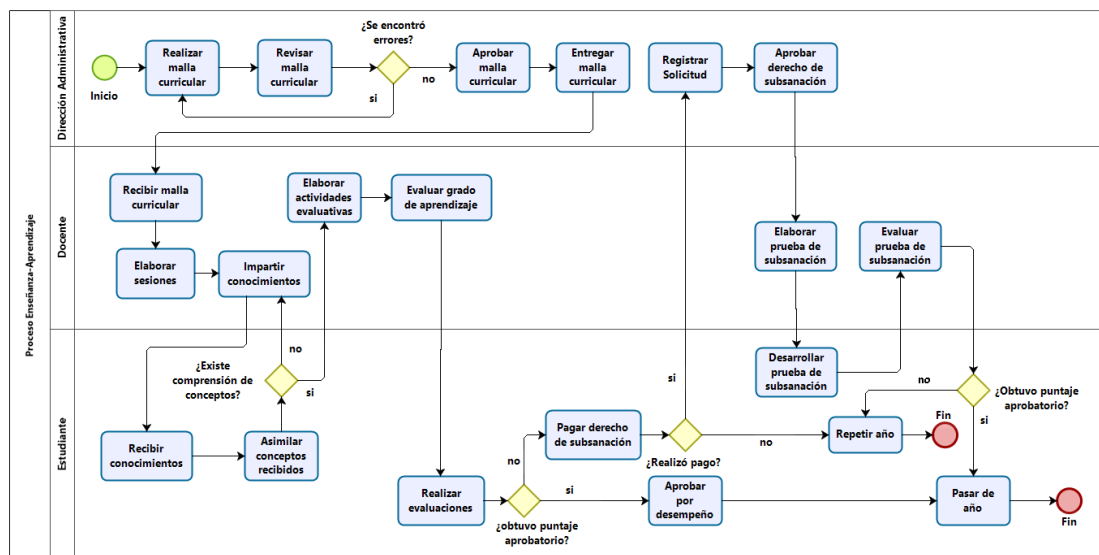 Proceso Enseñanza-Aprendizaje
Dirección Administrativa
Inicio
Realizar
malla
curricular
Revisar
malla
curricular
¿Se encontró
errores?
no
si
Aprobar
malla
curricular
Entregar
malla
curricular
Registrar
Solicitud
Aprobar
derecho de
subsanación
Docente
Recibir malla
curricular
Elaborar
sesiones
Impartir
conocimientos
Elaborar
actividades
evaluativas
Evaluar grado
de aprendizaje
Elaborar
prueba de
subsanación
Evaluar
prueba de
subsanación
Estudiante
¿Existe
comprensión de
conceptos?
no
si
Recibir
conocimientos
Asimilar
conceptos
recibidos
Realizar
evaluaciones
¿obtuvo puntaje
aprobatorio?
no
si
Pagar derecho
de subsanación
¿Realizó pago?
si
no
Aprobar
por
desempeño
Desarrollar
prueba de
subsanación
Repetir año
Fin
no
¿Obtuvo puntaje
aprobatorio?
si
Pasar de
año
Fin